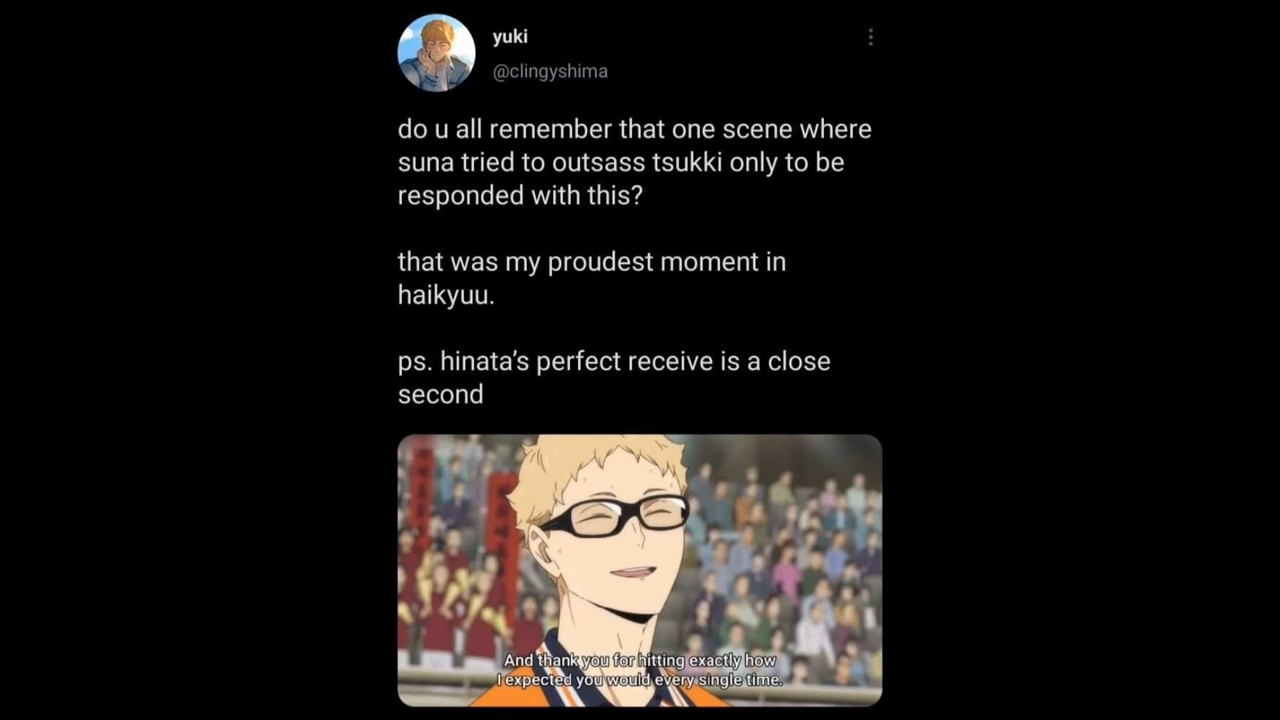 yuki
@clingyshima
do u all remember that one scene where
suna tried to outsass tsukki only to be
responded with this?
that was my proudest moment in
haikyuu.
ps. hinata’s perfect receive is a close
second
And thank you for hitting exactly how
I expected you would every single time.